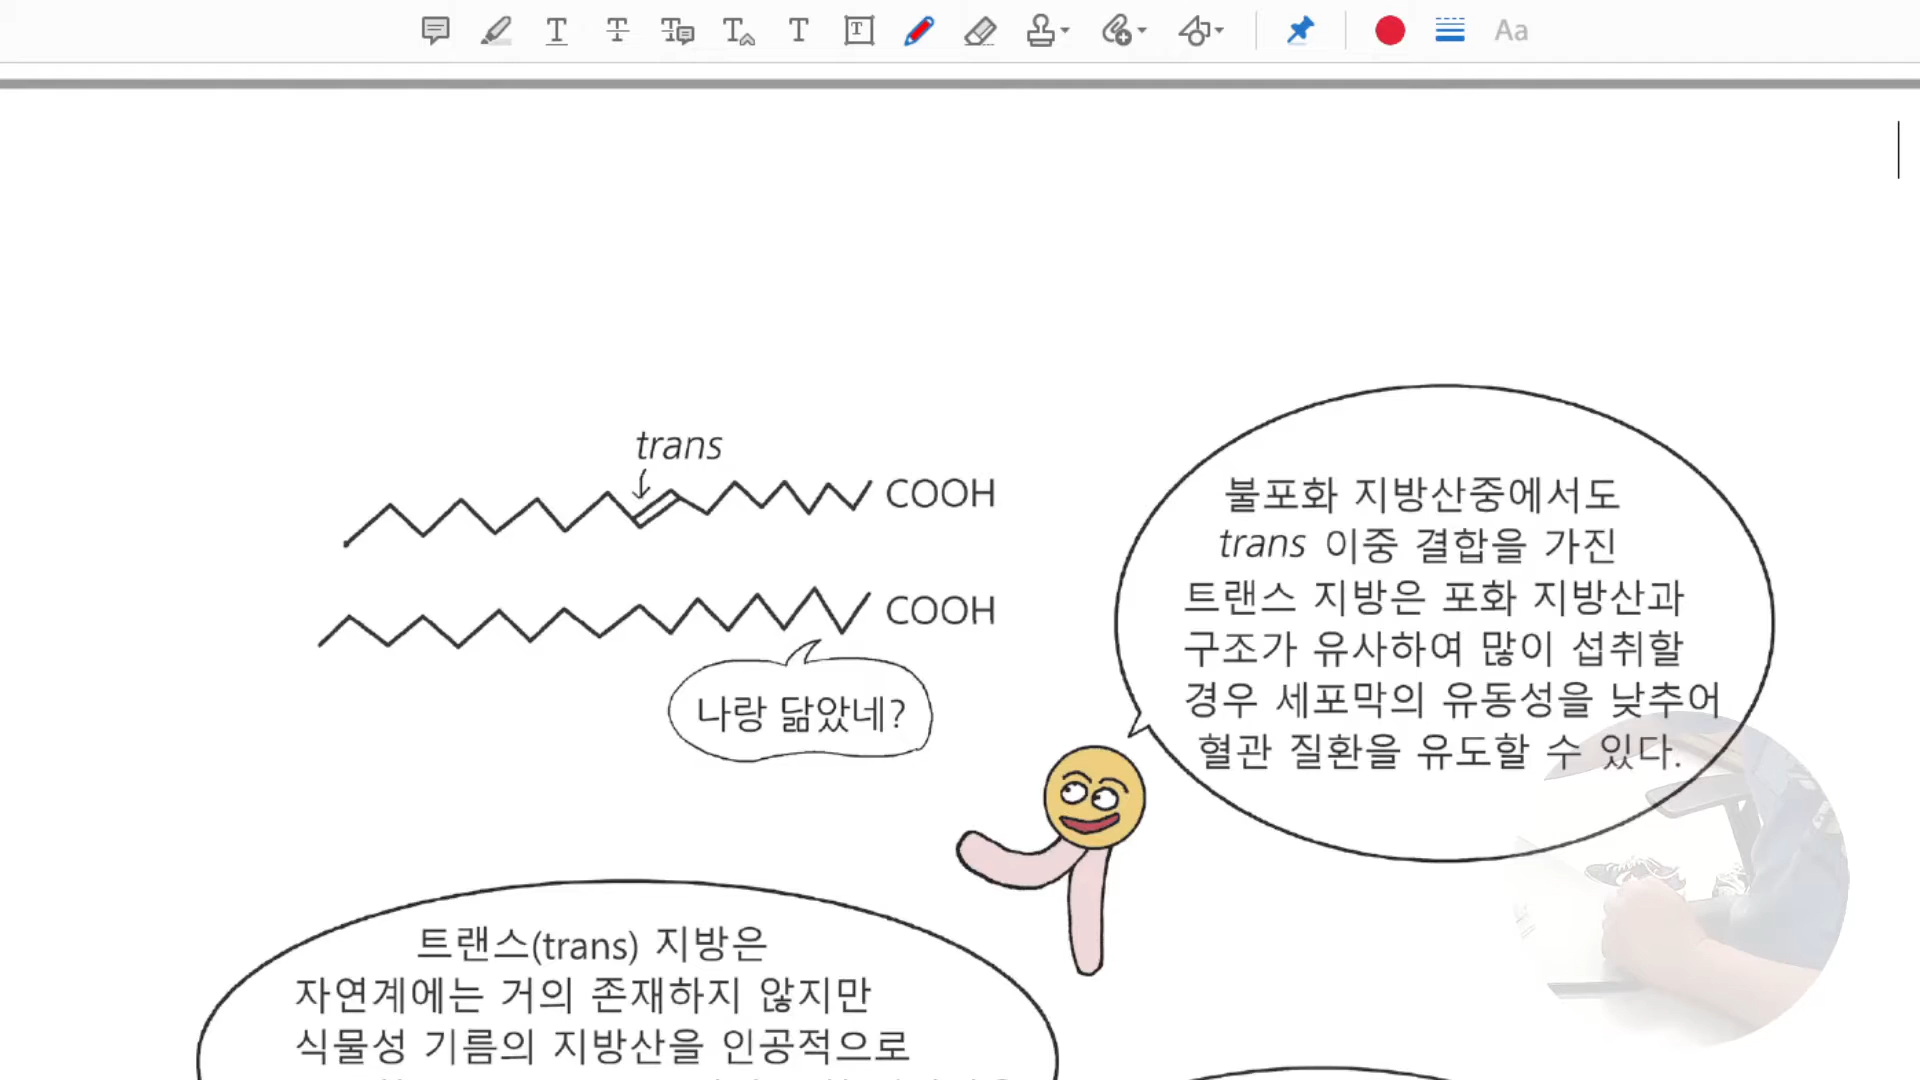 Aa
trans
COOH
COOH
나랑 닮았네?
불포화 지방산중에서도
trans 이중 결합을 가진
트랜스 지방은 포화 지방산과
구조가 유사하여 많이 섭취할
경우 세포막의 유동성을 낮추어
혈관 질환을 유도할 수 있다.
트랜스(trans) 지방은
자연계에는 거의 존재하지 않지만
식물성 기름의 지방산을 인공적으로